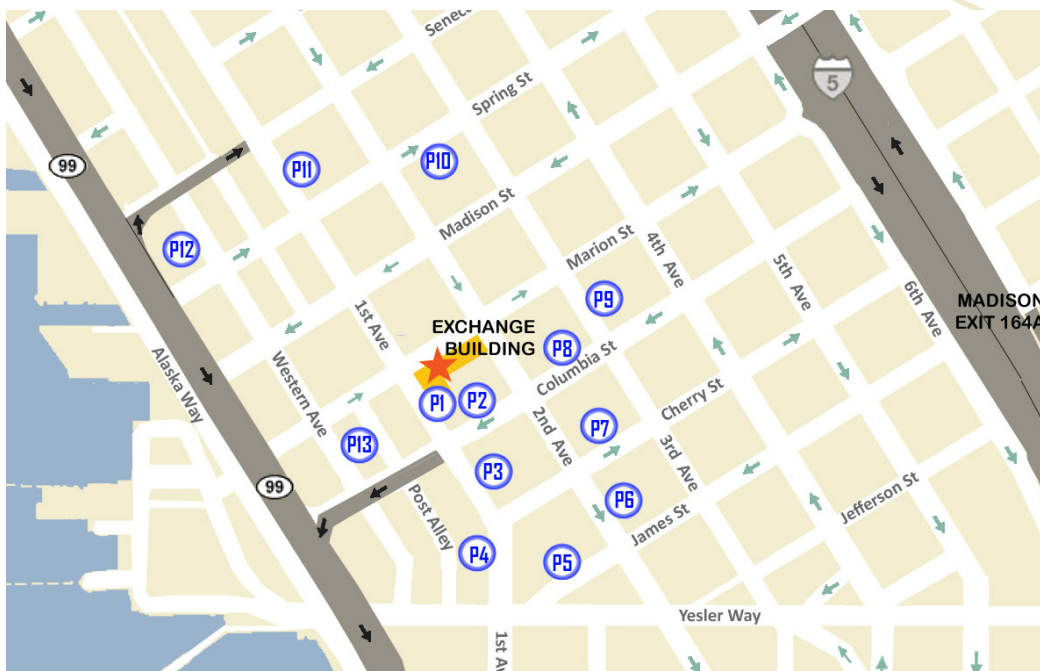 Senec
5
Spring St
99
P10
P11
Madison St
P12
Marion St
4th Ave
5th Ave
6th Ave
MADISON
EXIT 164A
P9
1st Ave
EXCHANGE
BUILDING
P8
Alaska Way
Western Ave
Columbia St
Cherry St
P1
P2
2nd Ave
P7
3rd Ave
P13
P3
99
Post Alley
P6
James St
Jefferson St
P4
P5
Yesler Way
1st Av